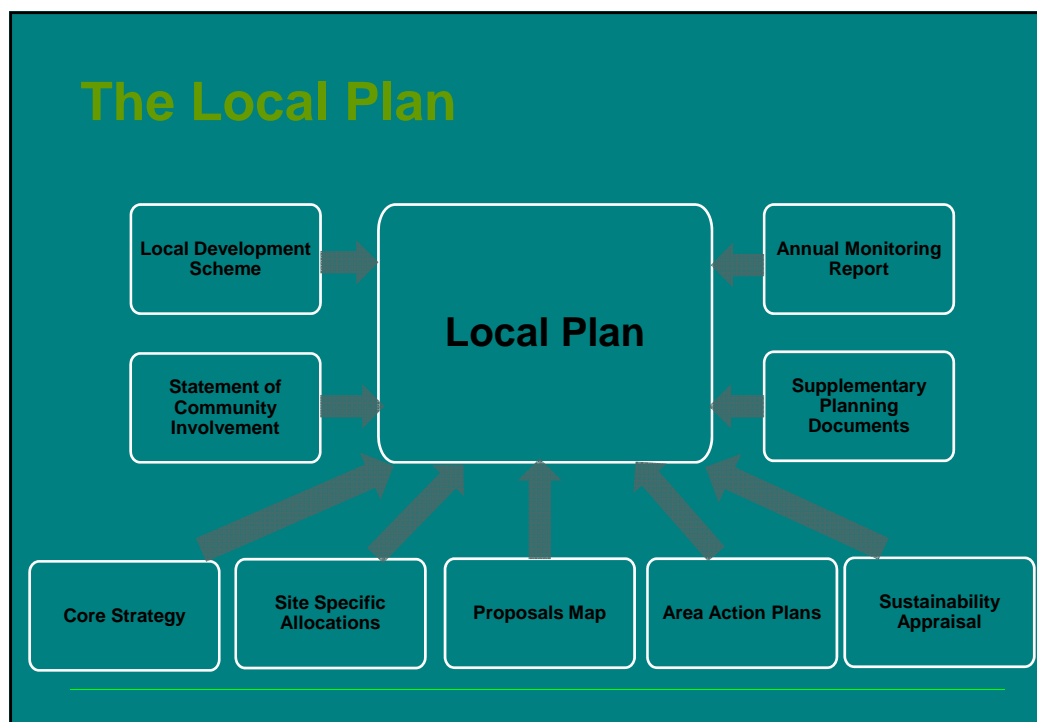 The Local Plan
Local Development
Scheme
Local Plan
Annual Monitoring
Report
Statement of
Community
Involvement
Supplementary
Planning
Documents
Core Strategy
Site Specific
Allocations
Proposals Map
Area Action Plans
Sustainability
Appraisal